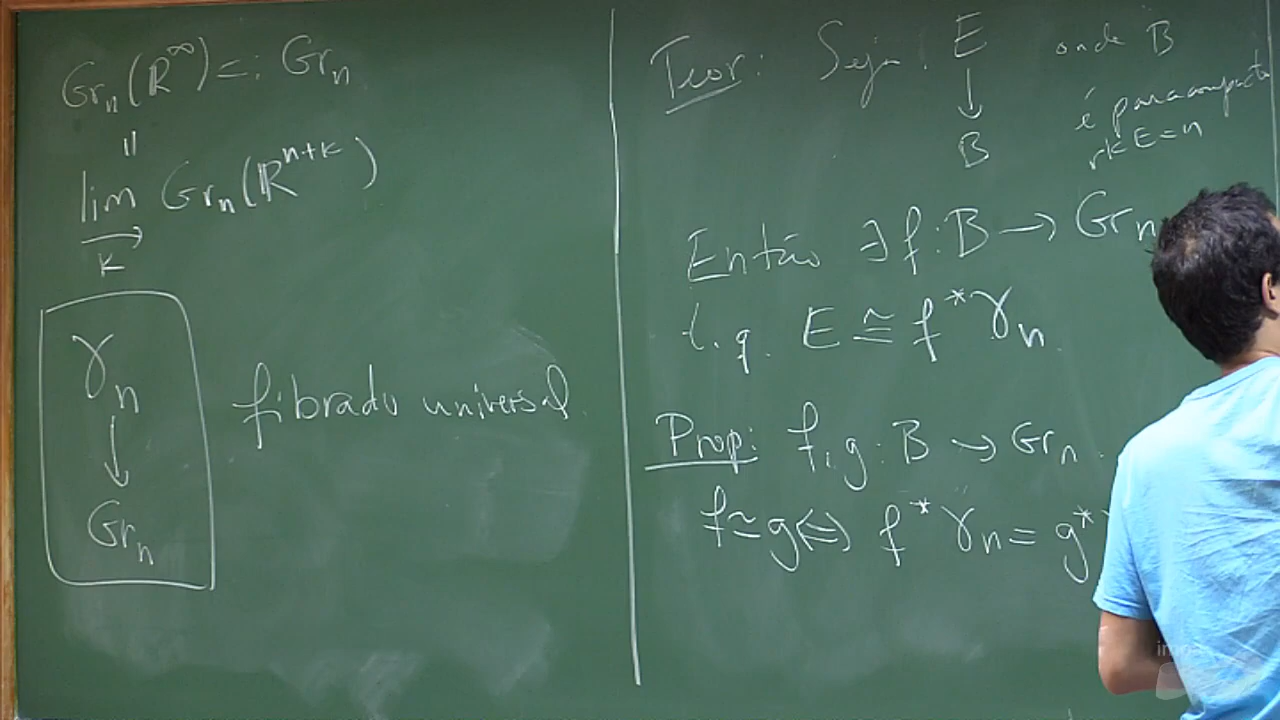 Gr_n(ℝ^∞) =: Gr_n
=
lim Gr_n(ℝ^{n+k})
→
k
γ_n
↓
Gr_n
fibrado universal.
Teor: Seja E onde B
↓ é paracompacto
B rk E = n
Então ∃ f: B → Gr_n
t.q. E ≅ f*γ_n.
Prop: f, g: B → Gr_n.
f ≃ g ⇔ f*γ_n = g*